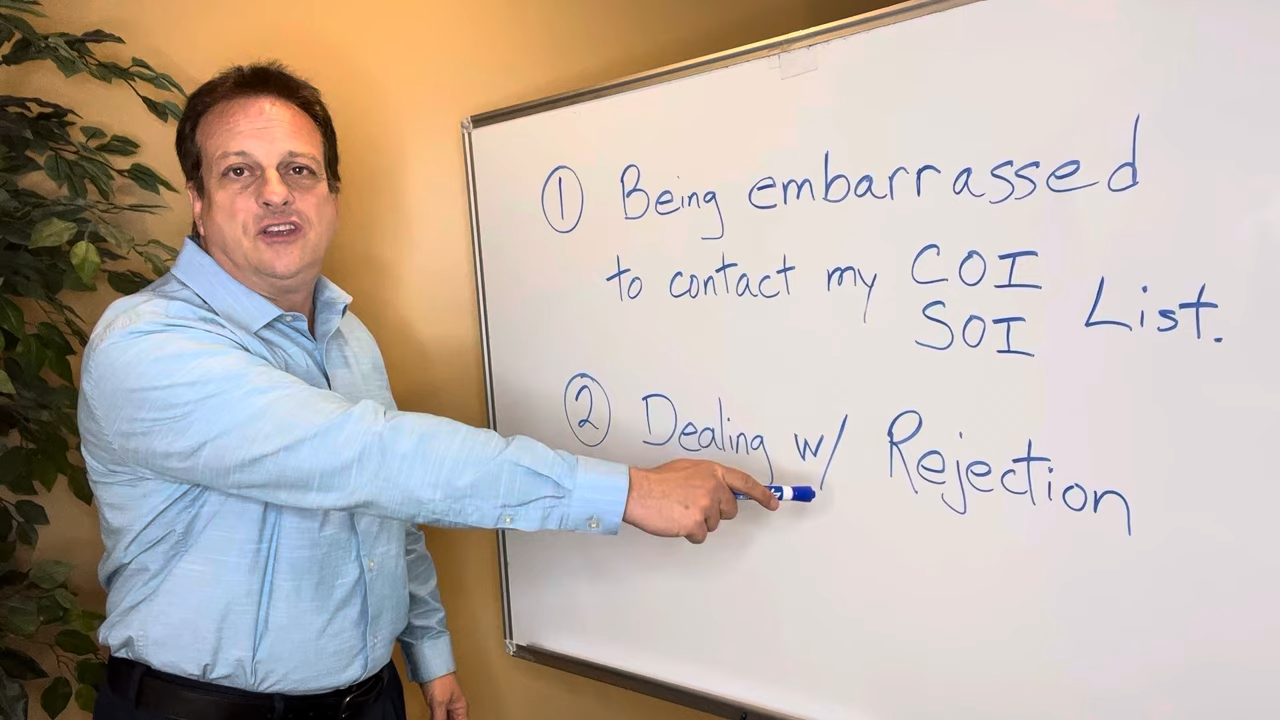 ① Being embarrassed
to contact my COI
SOI List.
② Dealing w/ Rejection